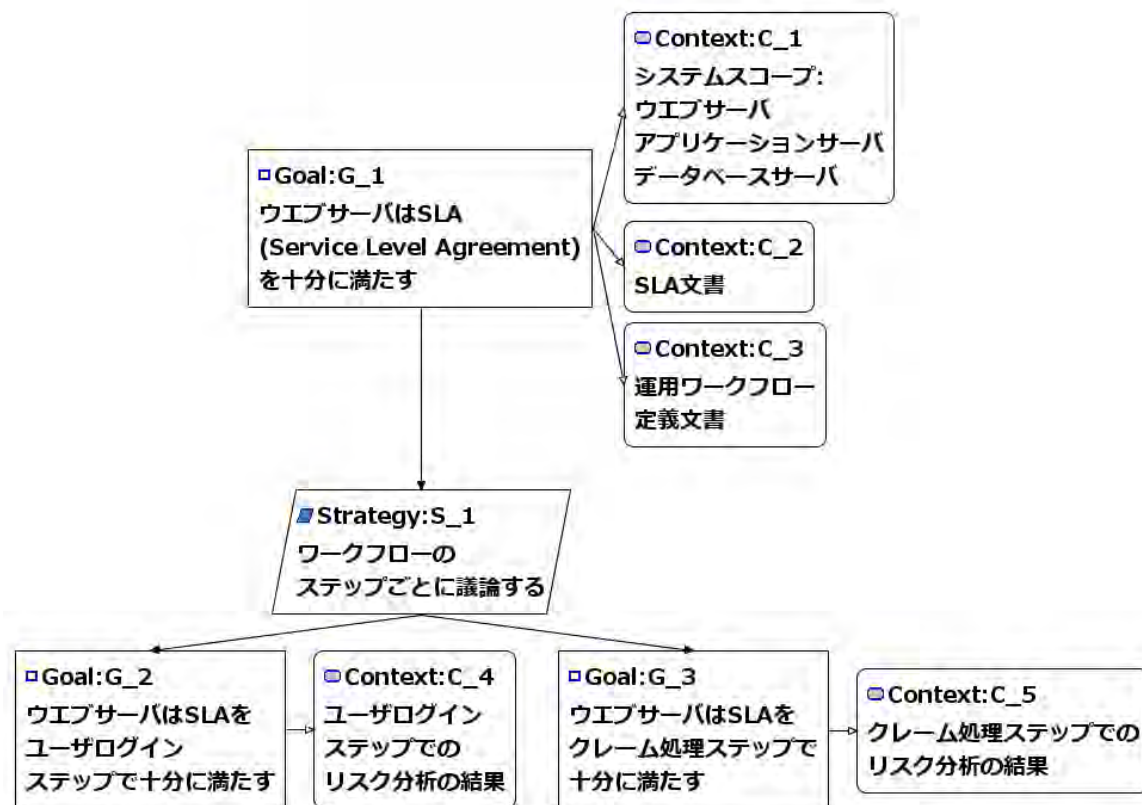 Context:C_1
システムスコープ:
ウエブサーバ
アプリケーションサーバ
データベースサーバ
Goal:G_1
ウエブサーバはSLA
(Service Level Agreement)
を十分に満たす
Context:C_2
SLA文書
Context:C_3
運用ワークフロー
定義文書
Strategy:S_1
ワークフローの
ステップごとに議論する
Goal:G_2
ウエブサーバはSLAを
ユーザログイン
ステップで十分に満たす
Context:C_4
ユーザログイン
ステップでの
リスク分析の結果
Goal:G_3
ウエブサーバはSLAを
クレーム処理ステップで
十分に満たす
Context:C_5
クレーム処理ステップでの
リスク分析の結果